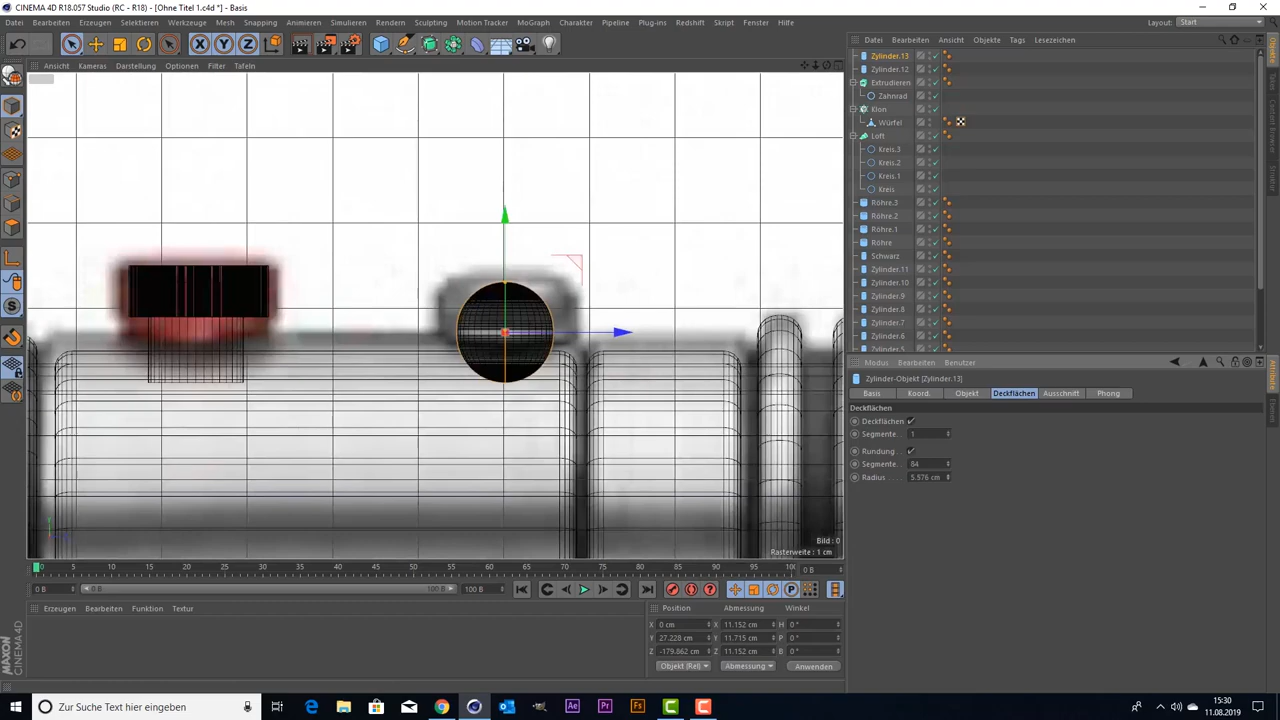 CINEMA 4D R18.057 Studio (RC - R18) - [Ohne Titel 1.c4d *] - Basis
Datei Bearbeiten Erzeugen Selektieren Werkzeuge Mesh Snapping Animieren Simulieren Rendern Sculpting Motion Tracker MoGraph Charakter Pipeline Plug-ins Redshift Skript Fenster Hilfe Layout: Start
Datei Bearbeiten Ansicht Objekte Tags Lesezeichen
Ansicht Kameras Darstellung Optionen Filter Tafeln
Zylinder.13
Zylinder.12
Extrudieren
Zahnrad
Klon
Würfel
Loft
Kreis.3
Kreis.2
Kreis.1
Kreis
Röhre.3
Röhre.2
Röhre.1
Röhre
Schwarz
Zylinder.11
Zylinder.10
Zylinder.9
Zylinder.8
Zylinder.7
Zylinder.6
Zylinder.5
Modus Bearbeiten Benutzer
Zylinder-Objekt [Zylinder.13]
Basis Koord. Objekt Deckflächen Ausschnitt Phong
Deckflächen
Deckflächen
Segmente. . 1
Rundung. .
Segmente. . 84
Radius . . . . 5.576 cm
Bild : 0
Rasterweite : 1 cm
0 5 10 15 20 25 30 35 40 45 50 55 60 65 70 75 80 85 90 95 100 0 B
0 B 0 B 100 B 100 B
Erzeugen Bearbeiten Funktion Textur
Position Abmessung Winkel
X 0 cm X 11.152 cm H 0 °
Y 27.228 cm Y 11.715 cm P 0 °
Z -179.862 cm Z 11.152 cm B 0 °
Objekt (Rel) Abmessung Anwenden
MAXON CINEMA 4D
Zur Suche Text hier eingeben
15:30
11.08.2019